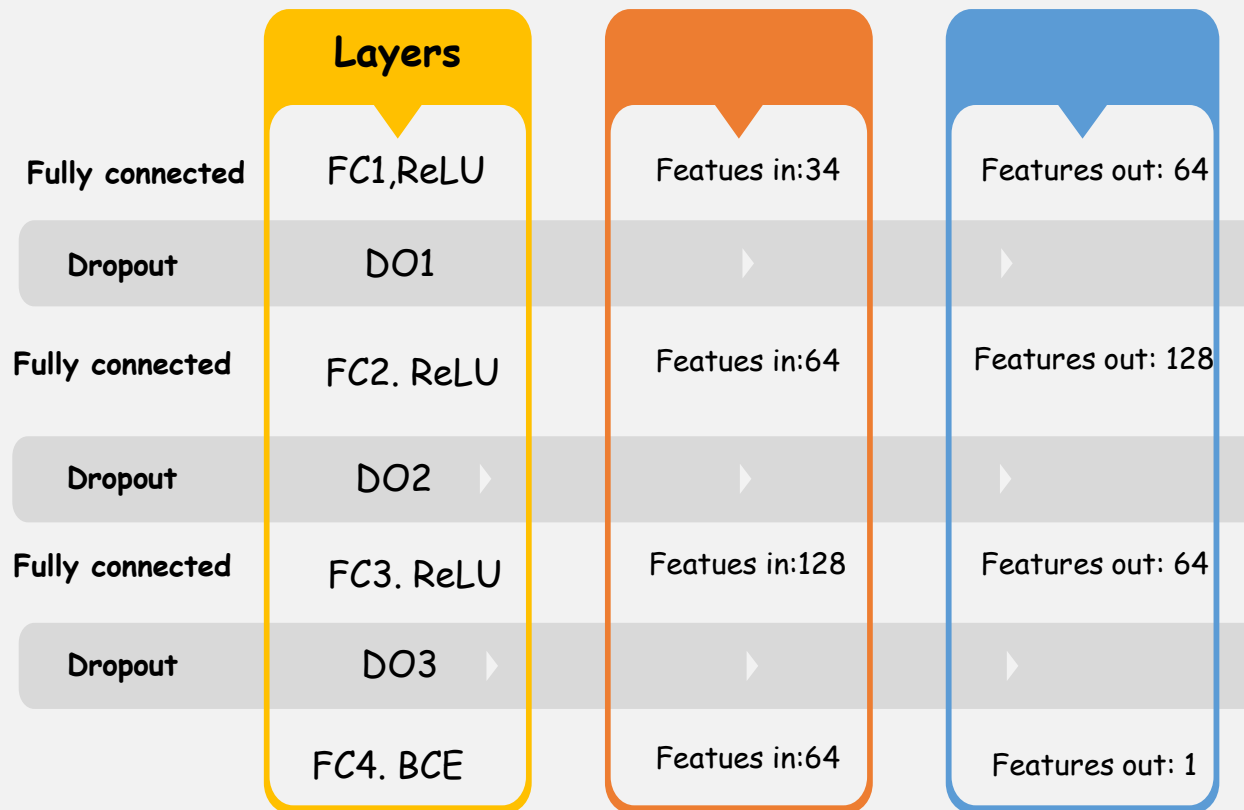 Layers
Fully connected FC1,ReLU Featues in:34 Features out: 64
Dropout DO1
Fully connected FC2. ReLU Featues in:64 Features out: 128
Dropout DO2
Fully connected FC3. ReLU Featues in:128 Features out: 64
Dropout DO3
FC4. BCE Featues in:64 Features out: 1